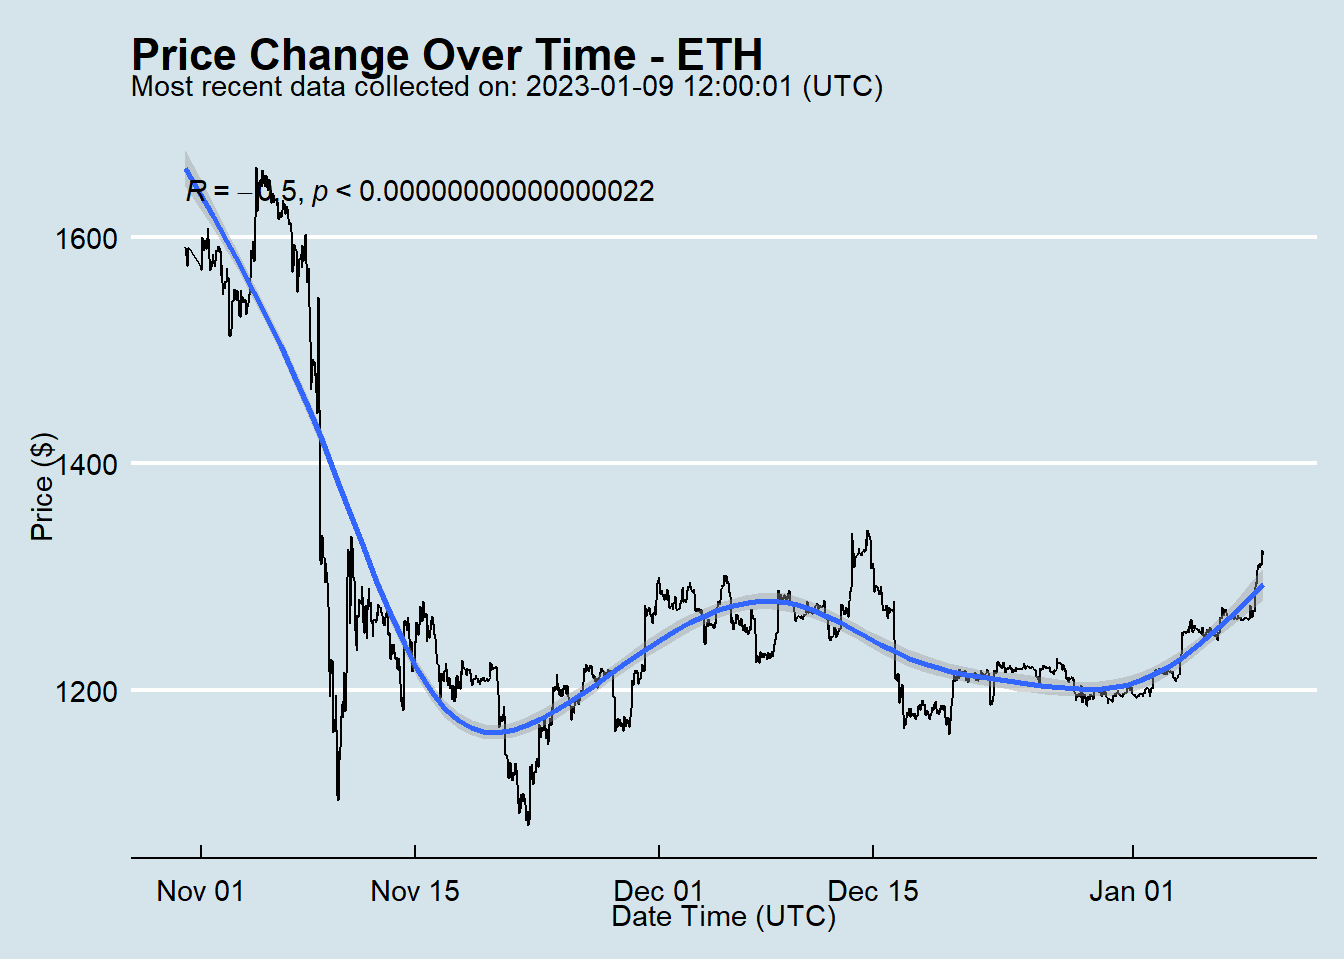 Price Change Over Time - ETH
Most recent data collected on: 2023-01-09 12:00:01 (UTC)
R = −0.5, p < 0.00000000000000022
1600
1400
1200
Price ($)
Nov 01 Nov 15 Dec 01 Dec 15 Jan 01
Date Time (UTC)